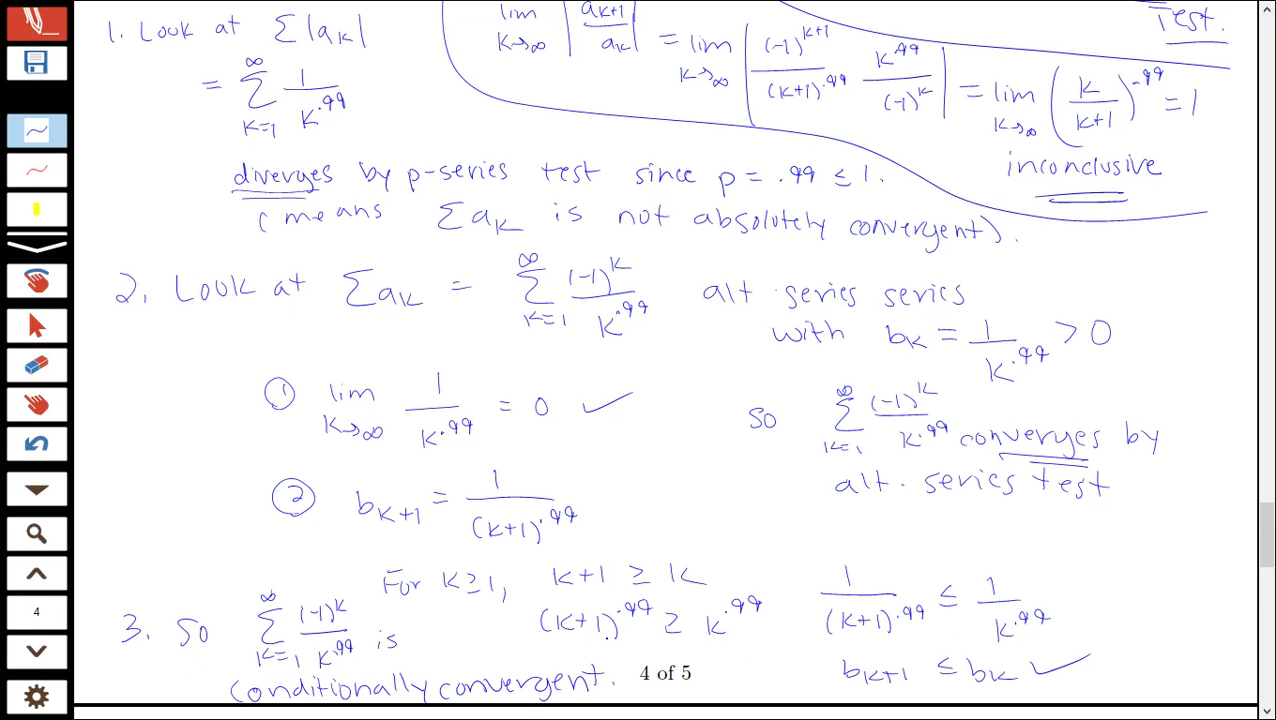 1. Look at Σ|ak|
= ∞ Σ k=1 1/k^.99
lim k→∞ |ak+1/ak| = lim k→∞ |(-1)^k+1/(k+1)^.99 k^.99/(-1)^k| = lim k→∞ (k/k+1)^.99 = 1
Test.
inconclusive
diverges by p-series test since p = .99 ≤ 1.
(means Σak is not absolutely convergent).
2. Look at Σak = ∞ Σ k=1 (-1)^k/k^.99 alt series series
with bk = 1/k^.99 > 0
① lim k→∞ 1/k^.99 = 0 ✓
So ∞ Σ k=1 (-1)^k/k^.99 converges by
alt. series test
② bk+1 = 1/(k+1)^.99
For k≥1, k+1 ≥ k
(k+1)^.99 ≥ k^.99
1/(k+1)^.99 ≤ 1/k^.99
bk+1 ≤ bk ✓
3. So ∞ Σ k=1 (-1)^k/k^.99 is
conditionally convergent.
4 of 5
4